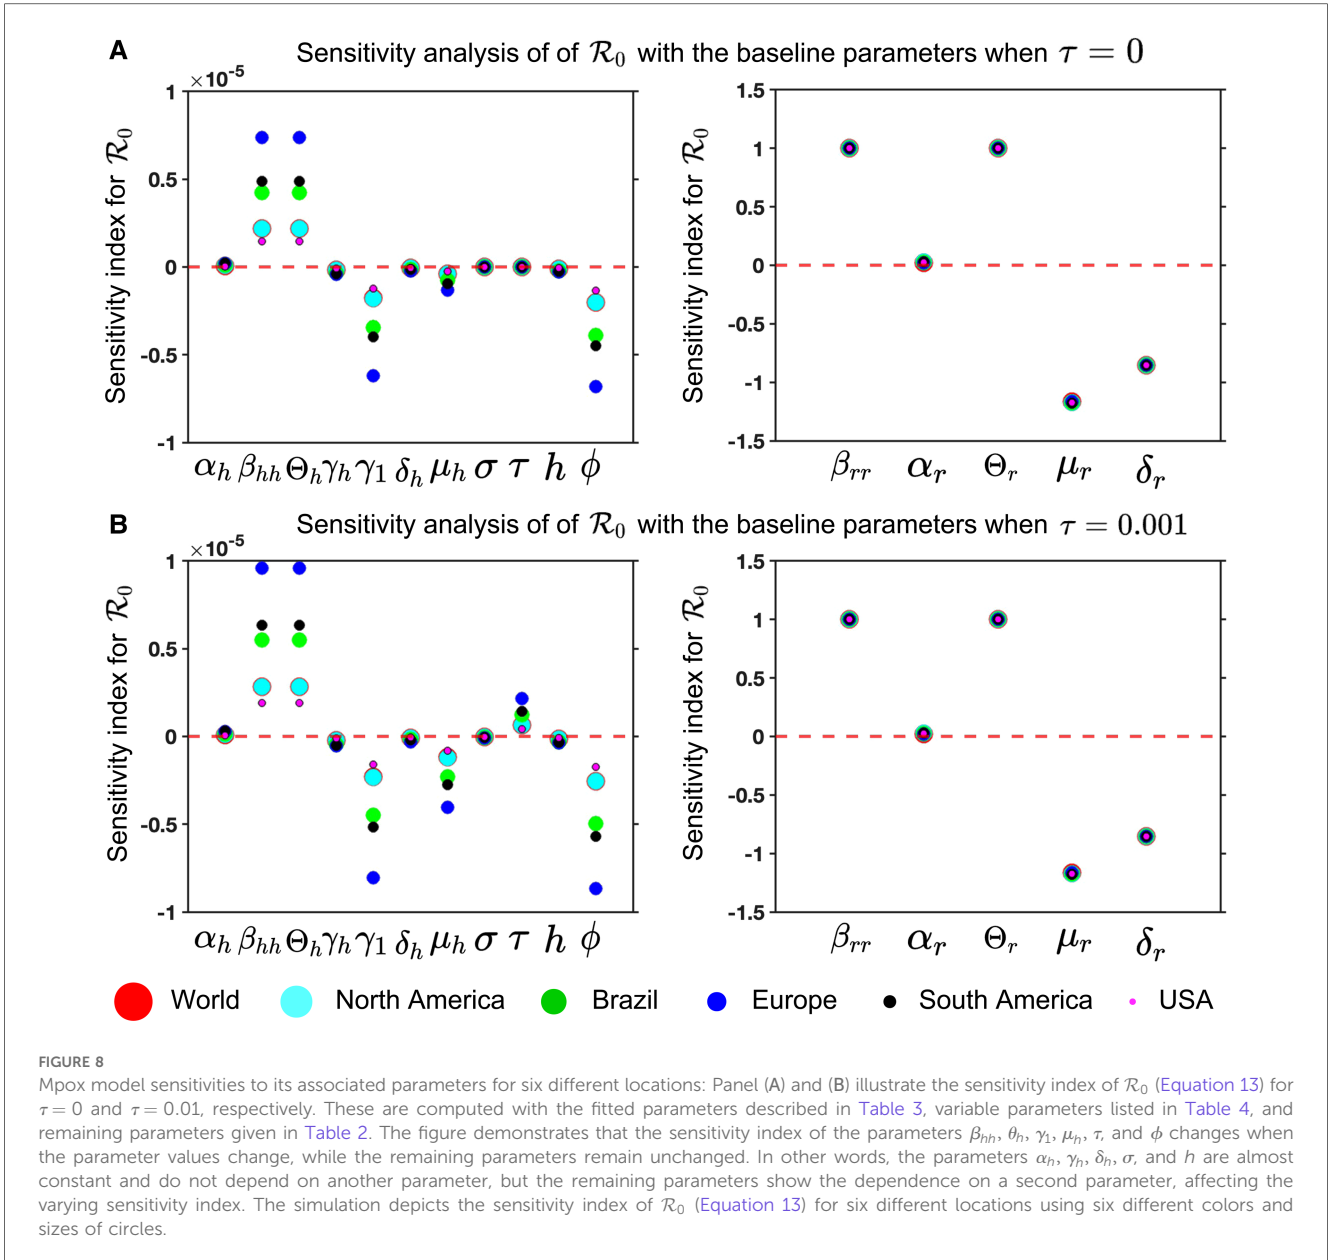 A Sensitivity analysis of of ℛ₀ with the baseline parameters when τ = 0
×10⁻⁵
Sensitivity index for ℛ₀
1
0.5
0
-0.5
-1
αₕ βₕₕ Θₕ γₕ γ₁ δₕ μₕ σ τ h ϕ
Sensitivity index for ℛ₀
1.5
1
0.5
0
-0.5
-1
-1.5
βᵣᵣ αᵣ Θᵣ μᵣ δᵣ
B Sensitivity analysis of of ℛ₀ with the baseline parameters when τ = 0.001
×10⁻⁵
Sensitivity index for ℛ₀
1
0.5
0
-0.5
-1
αₕ βₕₕ Θₕ γₕ γ₁ δₕ μₕ σ τ h ϕ
Sensitivity index for ℛ₀
1.5
1
0.5
0
-0.5
-1
-1.5
βᵣᵣ αᵣ Θᵣ μᵣ δᵣ
World North America Brazil Europe South America USA
FIGURE 8
Mpox model sensitivities to its associated parameters for six different locations: Panel (A) and (B) illustrate the sensitivity index of ℛ₀ (Equation 13) for
τ = 0 and τ = 0.01, respectively. These are computed with the fitted parameters described in Table 3, variable parameters listed in Table 4, and
remaining parameters given in Table 2. The figure demonstrates that the sensitivity index of the parameters βₕₕ, θₕ, γ₁, μₕ, τ, and ϕ changes when
the parameter values change, while the remaining parameters remain unchanged. In other words, the parameters αₕ, γₕ, δₕ, σ, and h are almost
constant and do not depend on another parameter, but the remaining parameters show the dependence on a second parameter, affecting the
varying sensitivity index. The simulation depicts the sensitivity index of ℛ₀ (Equation 13) for six different locations using six different colors and
sizes of circles.